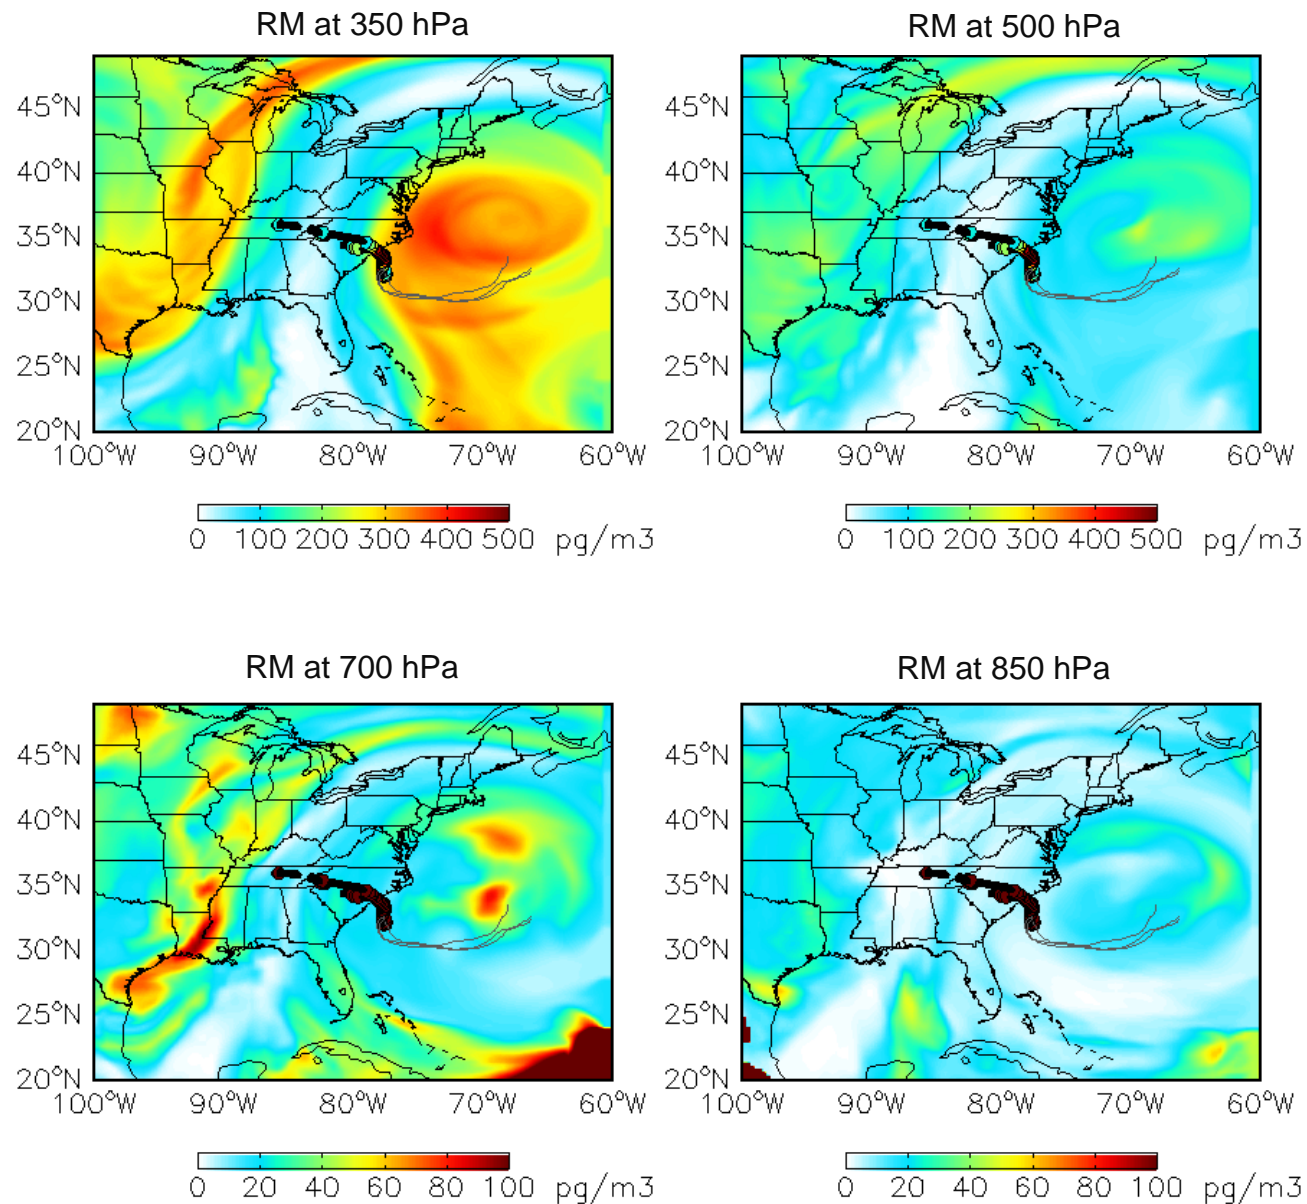 RM at 350 hPa
RM at 500 hPa
45°N
40°N
35°N
30°N
25°N
20°N
100°W 90°W 80°W 70°W 60°W
0 100 200 300 400 500 pg/m3
45°N
40°N
35°N
30°N
25°N
20°N
100°W 90°W 80°W 70°W 60°W
0 100 200 300 400 500 pg/m3
RM at 700 hPa
RM at 850 hPa
45°N
40°N
35°N
30°N
25°N
20°N
100°W 90°W 80°W 70°W 60°W
0 20 40 60 80 100 pg/m3
45°N
40°N
35°N
30°N
25°N
20°N
100°W 90°W 80°W 70°W 60°W
0 20 40 60 80 100 pg/m3